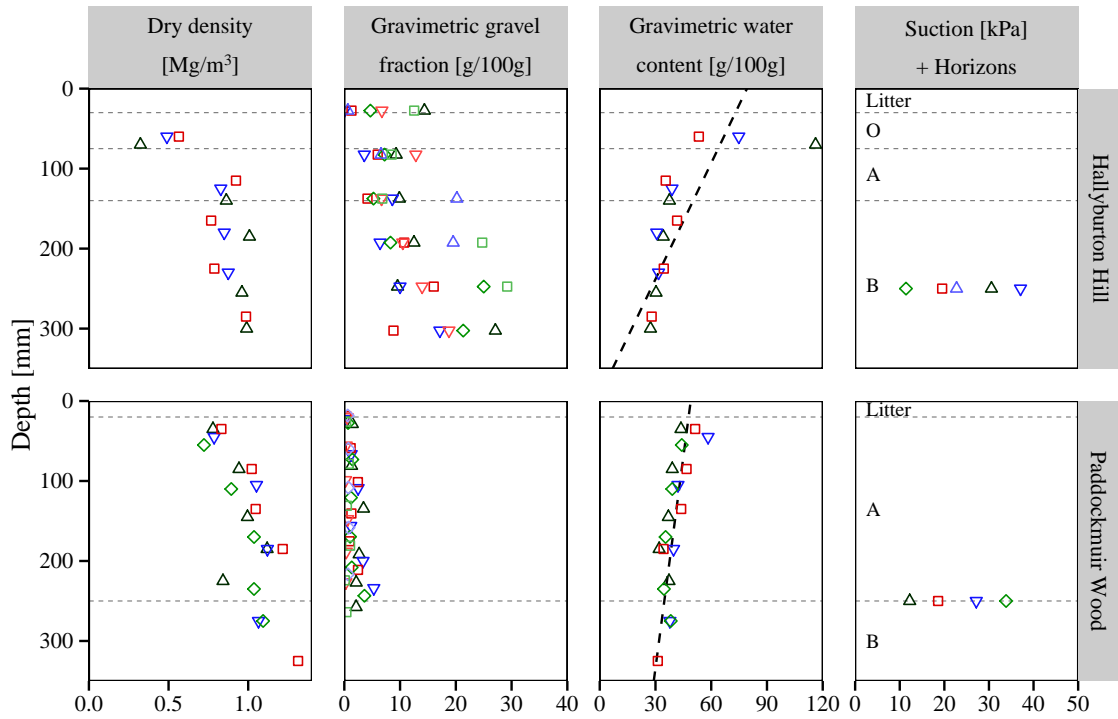 Dry density
[Mg/m³]
Gravimetric gravel
fraction [g/100g]
Gravimetric water
content [g/100g]
Suction [kPa]
+ Horizons
0
100
200
300
Litter
O
A
B
Hallyburton Hill
Depth [mm]
0
100
200
300
Litter
A
B
Paddockmuir Wood
0.0 0.5 1.0
0 10 20 30 40
0 30 60 90 120
0 10 20 30 40 50